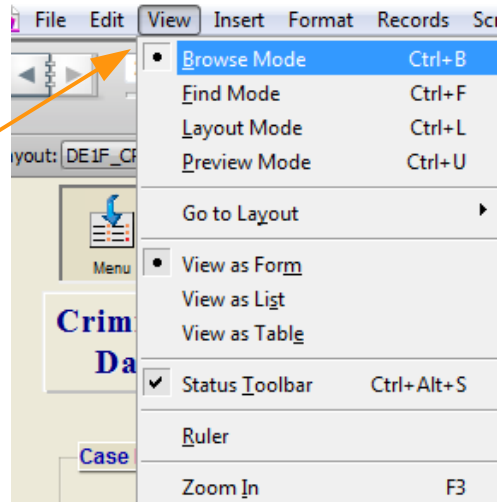 File Edit View Insert Format Records Scr
Browse Mode Ctrl+B
Find Mode Ctrl+F
Layout Mode Ctrl+L
yout: DE1F_CR
Preview Mode Ctrl+U
Go to Layout
Menu
View as Form
View as List
Crim
View as Table
Da
Status Toolbar Ctrl+Alt+S
Ruler
Case
Zoom In F3